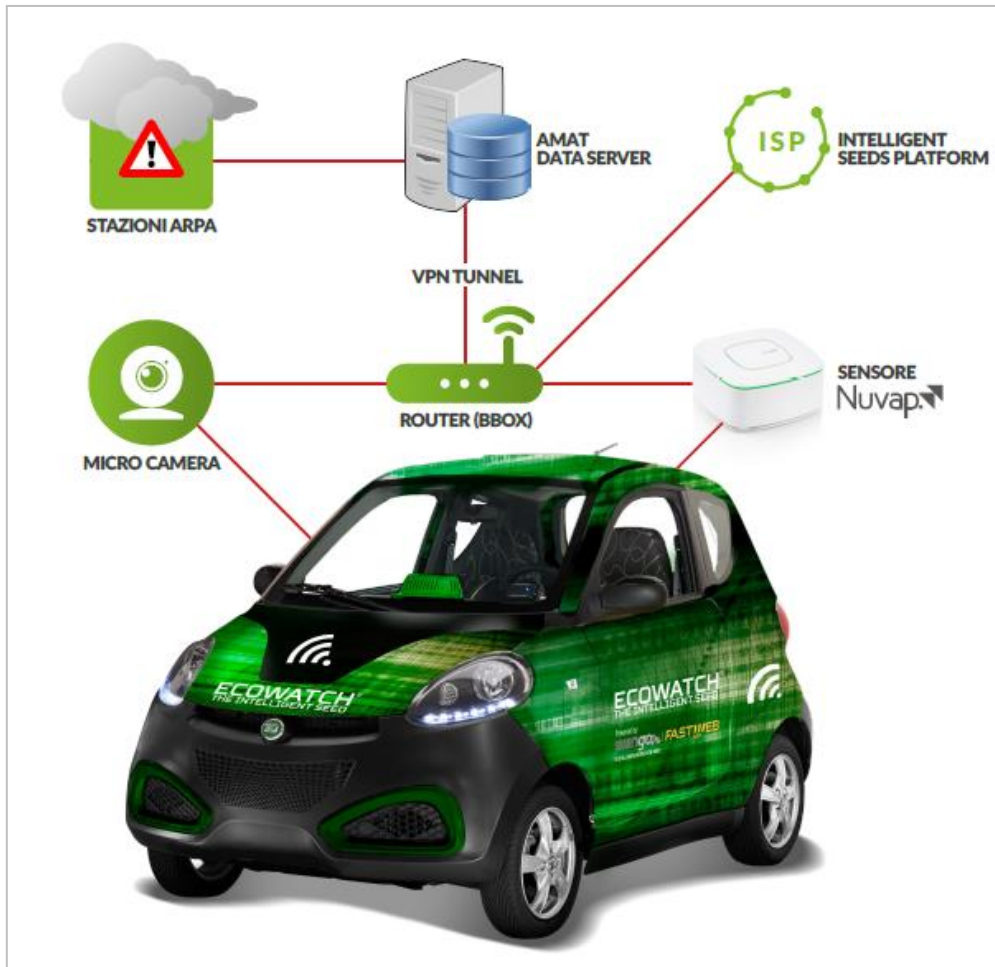 AMAT
DATA SERVER
ISP
INTELLIGENT
SEEDS PLATFORM
STAZIONI ARPA
VPN TUNNEL
SENSORE
Nuvap
ROUTER (BBOX)
MICRO CAMERA
ECOWATCH
THE INTELLIGENT SEED
ECOWATCH
THE INTELLIGENT SEED
FASTWEB